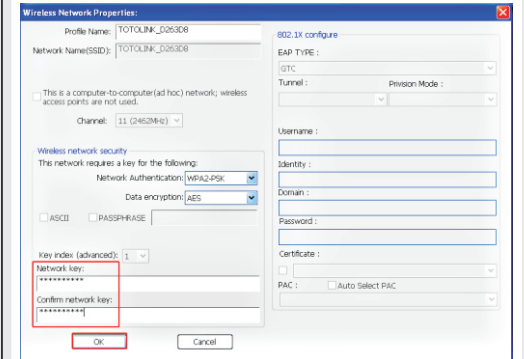 Wireless Network Properties:
Profile Name: TOTOLINK_D263D8
Network Name(SSID): TOTOLINK_D263D8
This is a computer-to-computer(ad hoc) network; wireless
access points are not used.
Channel: 11 (2462MHz)
Wireless network security
This network requires a key for the following:
Network Authentication: WPA2-PSK
Data encryption: AES
ASCII PASSPHRASE
Key index (advanced): 1
Network key:
**********
Confirm network key:
**********
OK Cancel
802.1X configure
EAP TYPE :
GTC
Tunnel : Privision Mode :
Username :
Identity :
Domain :
Password :
Certificate :
PAC : Auto Select PAC